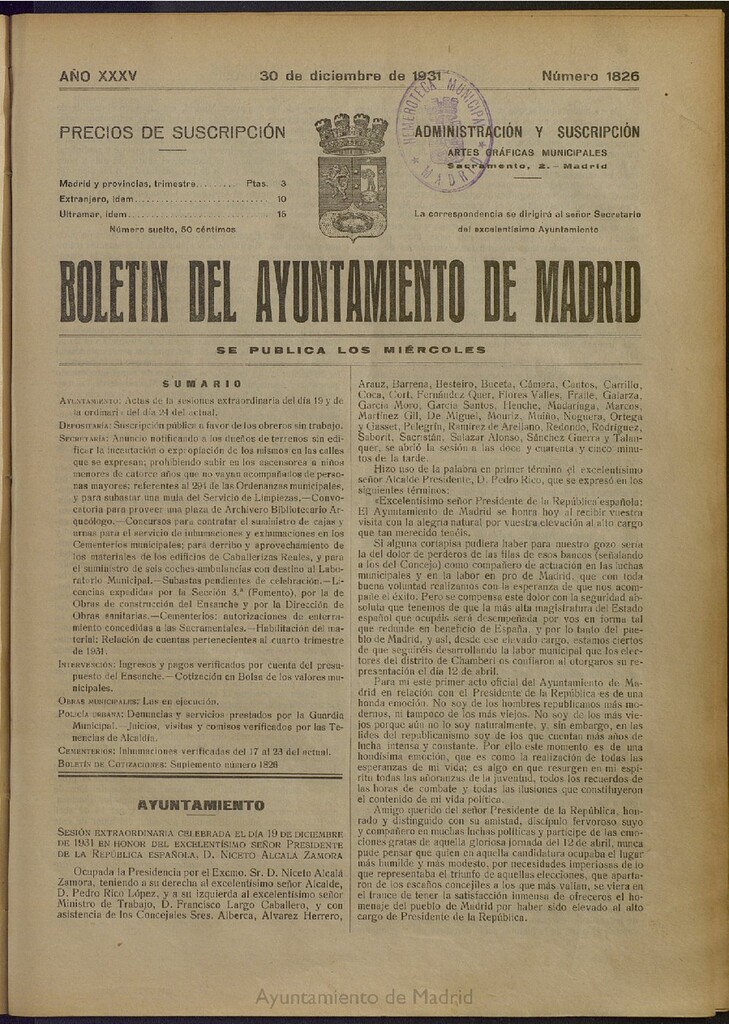 AÑO XXXV
30 de diciembre de 1931
Número 1826
PRECIOS DE SUSCRIPCIÓN
Madrid y provincias, trimestre........ Ptas. 3
Extranjero, ídem........................... 10
Ultramar, ídem............................. 15
Número suelto, 50 céntimos
HEMEROTECA MUNICIPAL
* MADRID *
ADMINISTRACIÓN Y SUSCRIPCIÓN
ARTES GRÁFICAS MUNICIPALES
Sacramento, 2. - Madrid
La correspondencia se dirigirá al señor Secretario
del excelentísimo Ayuntamiento
BOLETIN DEL AYUNTAMIENTO DE MADRID
SE PUBLICA LOS MIÉRCOLES
SUMARIO
AYUNTAMIENTO: Actas de la sesiones extraordinaria del día 19 y de
la ordinaria del día 24 del actual.
DEPOSITARÍA: Suscripción pública a favor de los obreros sin trabajo.
SECRETARÍA: Anuncio notificando a los dueños de terrenos sin edi-
ficar la incautación o expropiación de los mismos en las calles
que se expresan; prohibiendo subir en los ascensores a niños
menores de catorce años que no vayan acompañados de perso-
nas mayores; referentes al 291 de las Ordenanzas municipales,
y para subastar una mula del Servicio de Limpiezas.—Convo-
catoria para proveer una plaza de Archivero Bibliotecario Ar-
queólogo.—Concursos para contratar el suministro de cajas y
arcas para el servicio de inhumaciones y exhumaciones en los
Cementerios municipales; para derribo y aprovechamiento de
los materiales de los edificios de Caballerizas Reales, y para
el suministro de seis coches-ambulancias con destino al Labo-
ratorio Municipal.—Subastas pendientes de celebración.—Li-
cencias expedidas por la Sección 3.ª (Fomento), por la de
Obras de construcción del Ensanche y por la Dirección de
Obras sanitarias.—Cementerios: autorizaciones de enterra-
miento concedidas a las Sacramentales.—Habilitación del ma-
terial: Relación de cuentas pertenecientes al cuarto trimestre
de 1931.
INTERVENCIÓN: Ingresos y pagos verificados por cuenta del presu-
puesto del Ensanche.—Cotización en Bolsa de los valores mu-
nicipales.
OBRAS MUNICIPALES: Las en ejecución.
POLICÍA URBANA: Denuncias y servicios prestados por la Guardia
Municipal.—Juicios, visitas y comisos verificados por las Te-
nencias de Alcaldía.
CEMENTERIOS: Inhumaciones verificadas del 17 al 23 del actual.
BOLETÍN DE COTIZACIONES: Suplemento número 1826
AYUNTAMIENTO
SESIÓN EXTRAORDINARIA CELEBRADA EL DÍA 19 DE DICIEMBRE
DE 1931 EN HONOR DEL EXCELENTÍSIMO SEÑOR PRESIDENTE
DE LA REPÚBLICA ESPAÑOLA, D. NICETO ALCALÁ ZAMORA
Ocupada la Presidencia por el Excmo. Sr. D. Niceto Alcalá
Zamora, teniendo a su derecha al excelentísimo señor Alcalde,
D. Pedro Rico López, y a su izquierda al excelentísimo señor
Ministro de Trabajo, D. Francisco Largo Caballero, y con
asistencia de los Concejales Sres. Alberca, Alvarez Herrero,
Arauz, Barrena, Besteiro, Buceta, Cámara, Cantos, Carrillo,
Coca, Cort, Fernández Quer, Flores Valles, Fraile, Galarza,
García Moro, García Santos, Henche, Madariaga, Marcos,
Martínez Gil, De Miguel, Mouriz, Muiño, Noguera, Ortega
y Gasset, Pelegrín, Ramírez de Arellano, Redondo, Rodríguez,
Saborit, Sacristán, Salazar Alonso, Sánchez Guerra y Talan-
quer, se abrió la sesión a las doce y cuarenta y cinco minu-
tos de la tarde.
Hizo uso de la palabra en primer término el excelentísimo
señor Alcalde Presidente, D. Pedro Rico, que se expresó en los
siguientes términos:
«Excelentísimo señor Presidente de la República española:
El Ayuntamiento de Madrid se honra hoy al recibir vuestra
visita con la alegría natural por vuestra elevación al alto cargo
que tan merecido tenéis.
Si alguna cortapisa pudiera haber para nuestro gozo sería
la del dolor de perderos de las filas de esos bancos (señalando
a los del Concejo) como compañero de actuación en las luchas
municipales y en la labor en pro de Madrid, que con toda
buena voluntad realizamos con la esperanza de que nos acom-
pañe el éxito. Pero se compensa este dolor con la seguridad ab-
soluta que tenemos de que la más alta magistratura del Estado
español que ocupáis será desempeñada por vos en forma tal
que redunde en beneficio de España, y por lo tanto del pue-
blo de Madrid, y así, desde ese elevado cargo, estamos ciertos
de que seguiréis desarrollando la labor municipal que los elec-
tores del distrito de Chamberí os confiaron al otorgaros su re-
presentación el día 12 de abril.
Para mí este primer acto oficial del Ayuntamiento de Ma-
drid en relación con el Presidente de la República es de una
honda emoción. No soy de los hombres republicanos más mo-
dernos, ni tampoco de los más viejos. No soy de los más vie-
jos porque aún no lo soy naturalmente, y, sin embargo, en las
lides del republicanismo soy de los que cuentan más años de
lucha intensa y constante. Por ello este momento es de una
hondísima emoción, que es como la realización de todas las
esperanzas de mi vida; es algo en que resurgen en mi espí-
ritu todas las añoranzas de la juventud, todos los recuerdos de
las horas de combate y todas las ilusiones que constituyeron
el contenido de mi vida política.
Amigo querido del señor Presidente de la República, hon-
rado y distinguido con su amistad, discípulo fervoroso suyo
y compañero en muchas luchas políticas y partícipe de las emo-
ciones gratas de aquella gloriosa jornada del 12 de abril, nunca
pude pensar que quien en aquella candidatura ocupaba el lugar
más humilde y más modesto, por necesidades imperiosas de lo
que representaba el triunfo de aquellas elecciones, que aparta-
ron de los escaños concejiles a los que más valían, se viera en
el trance de tener la satisfacción inmensa de ofreceros el ho-
menaje del pueblo de Madrid por haber sido elevado al alto
cargo de Presidente de la República.
Ayuntamiento de Madrid